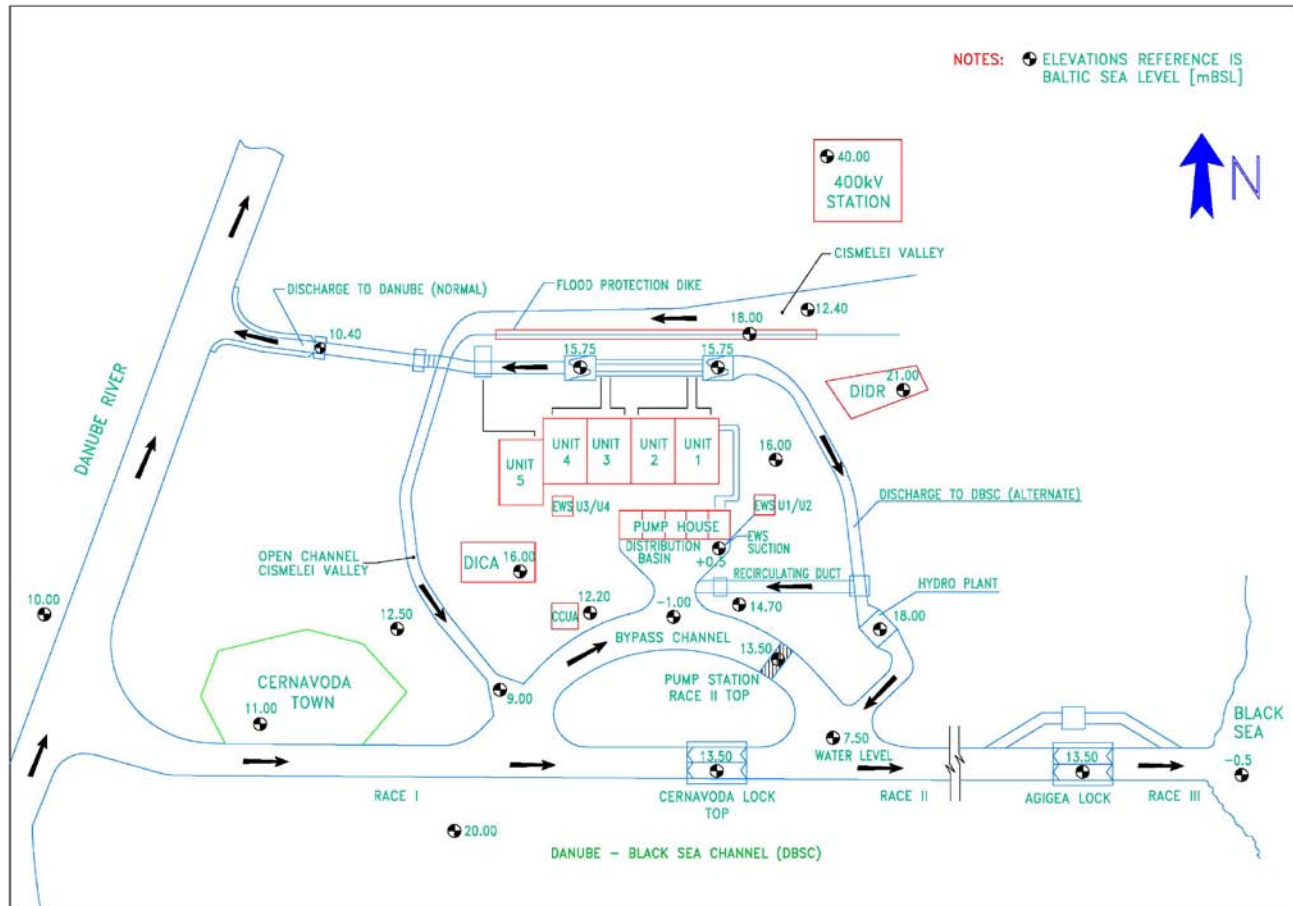 NOTES: ELEVATIONS REFERENCE IS
BALTIC SEA LEVEL [mBSL]
40.00
400kV
STATION
N
CISMELEI VALLEY
FLOOD PROTECTION DIKE
DISCHARGE TO DANUBE (NORMAL)
12.40
18.00
10.40
15.75
15.75
21.00
DIDR
DANUBE RIVER
UNIT
4
UNIT
3
UNIT
2
UNIT
1
UNIT
5
16.00
DISCHARGE TO DBSC (ALTERNATE)
EWS U3/U4
EWS U1/U2
PUMP HOUSE
DISTRIBUTION
BASIN
EWS
SUCTION
+0.5
OPEN CHANNEL
CISMELEI VALLEY
DICA
16.00
RECIRCULATING DUCT
HYDRO PLANT
10.00
12.50
CCUA
12.20
-1.00
14.70
18.00
BYPASS CHANNEL
13.50
PUMP STATION
RACE II TOP
CERNAVODA
TOWN
11.00
9.00
7.50
WATER LEVEL
BLACK
SEA
-0.5
13.50
13.50
RACE I
CERNAVODA LOCK
TOP
RACE II
AGIGEA LOCK
RACE III
20.00
DANUBE - BLACK SEA CHANNEL (DBSC)